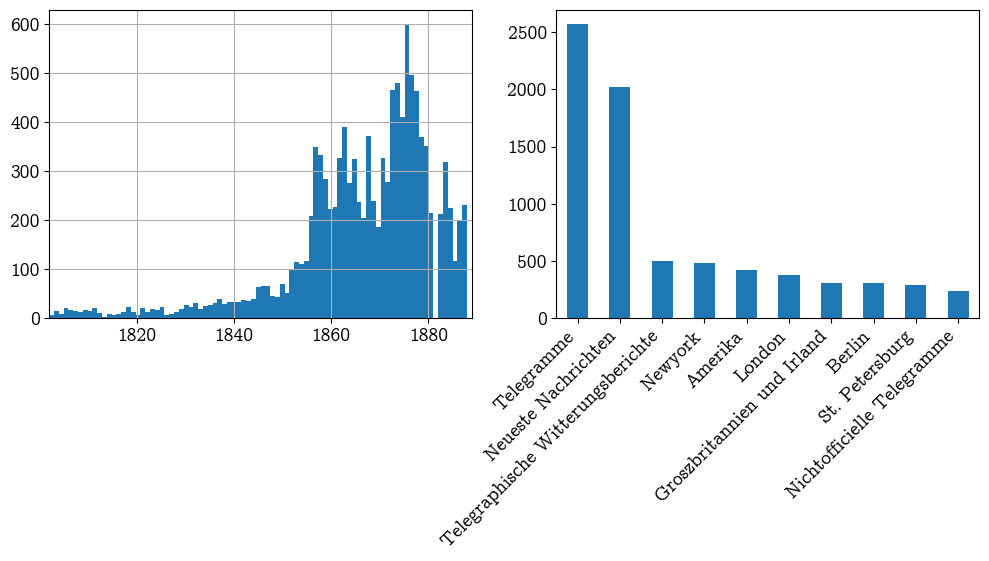 600
500
400
300
200
100
0
1820 1840 1860 1880
2500
2000
1500
1000
500
0
Telegramme
Neueste Nachrichten
Telegraphische Witterungsberichte
Newyork
Amerika
London
Groszbritannien und Irland
Berlin
St. Petersburg
Nichtofficielle Telegramme